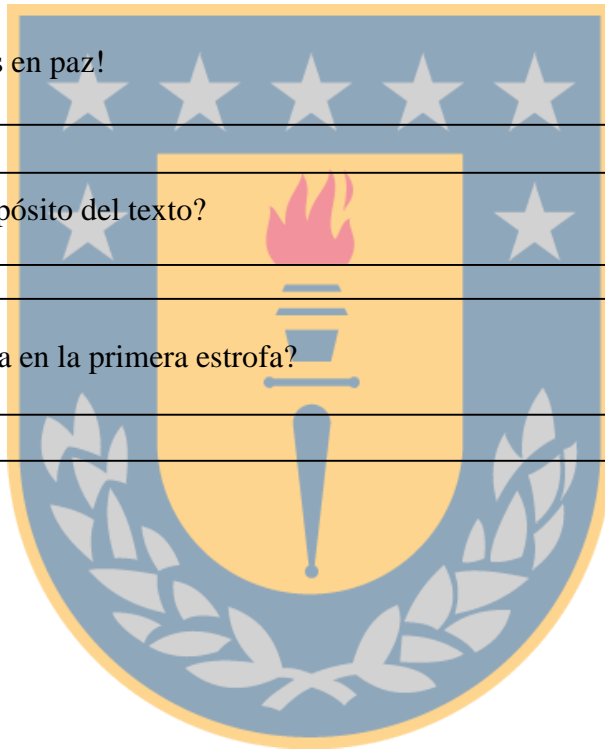 s en paz!
pósito del texto?
a en la primera estrofa?